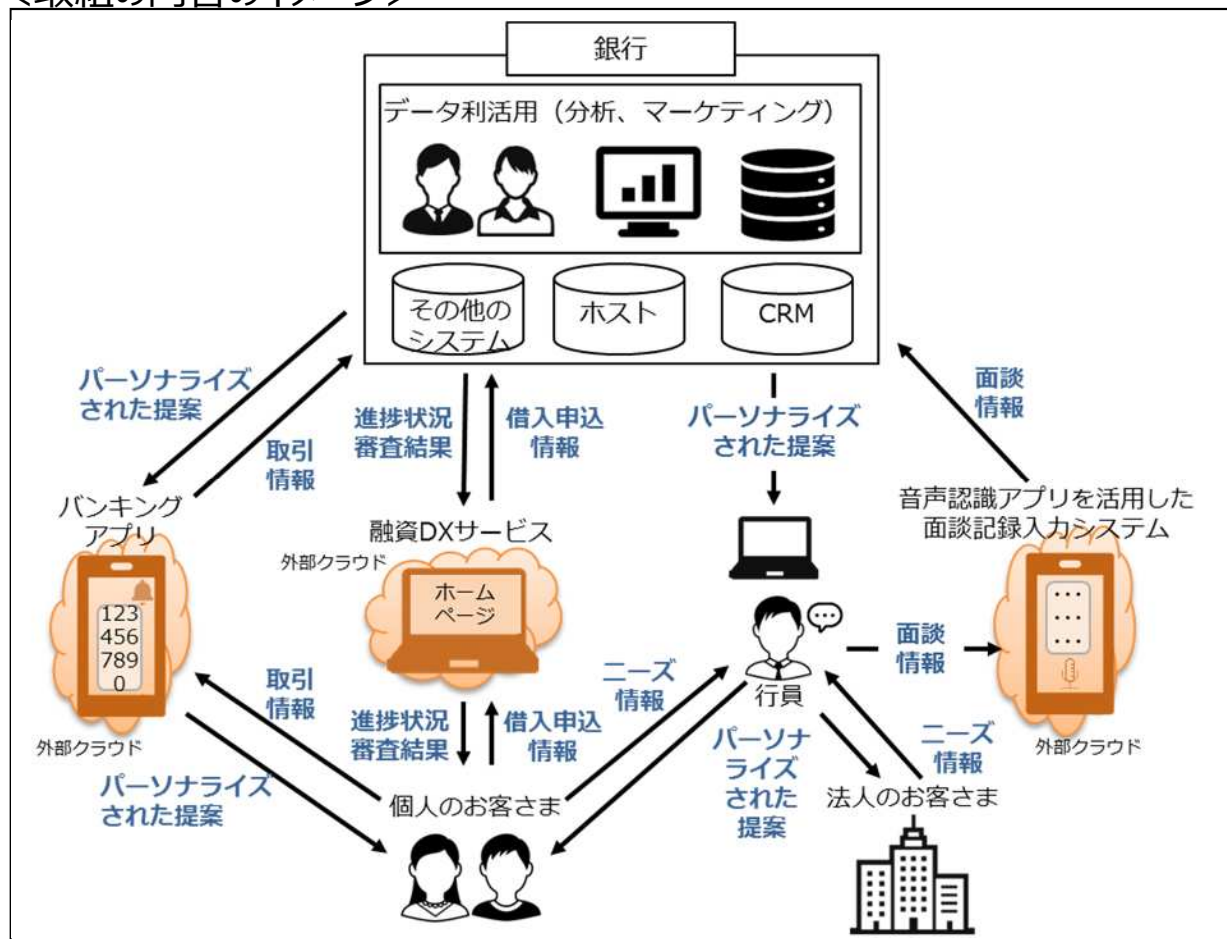 銀行
データ利活用（分析、マーケティング）
その他の
システム
ホスト
CRM
パーソナライズ
された提案
取引
情報
進捗状況
審査結果
借入申込
情報
パーソナライズ
された提案
面談
情報
バンキング
アプリ
123
456
789
0
外部クラウド
融資DXサービス
外部クラウド
ホーム
ページ
音声認識アプリを活用した
面談記録入力システム
外部クラウド
行員
面談
情報
取引
情報
パーソナライズ
された提案
進捗状況
審査結果
借入申込
情報
ニーズ
情報
パーソナ
ライズ
された
提案
ニーズ
情報
個人のお客さま
法人のお客さま